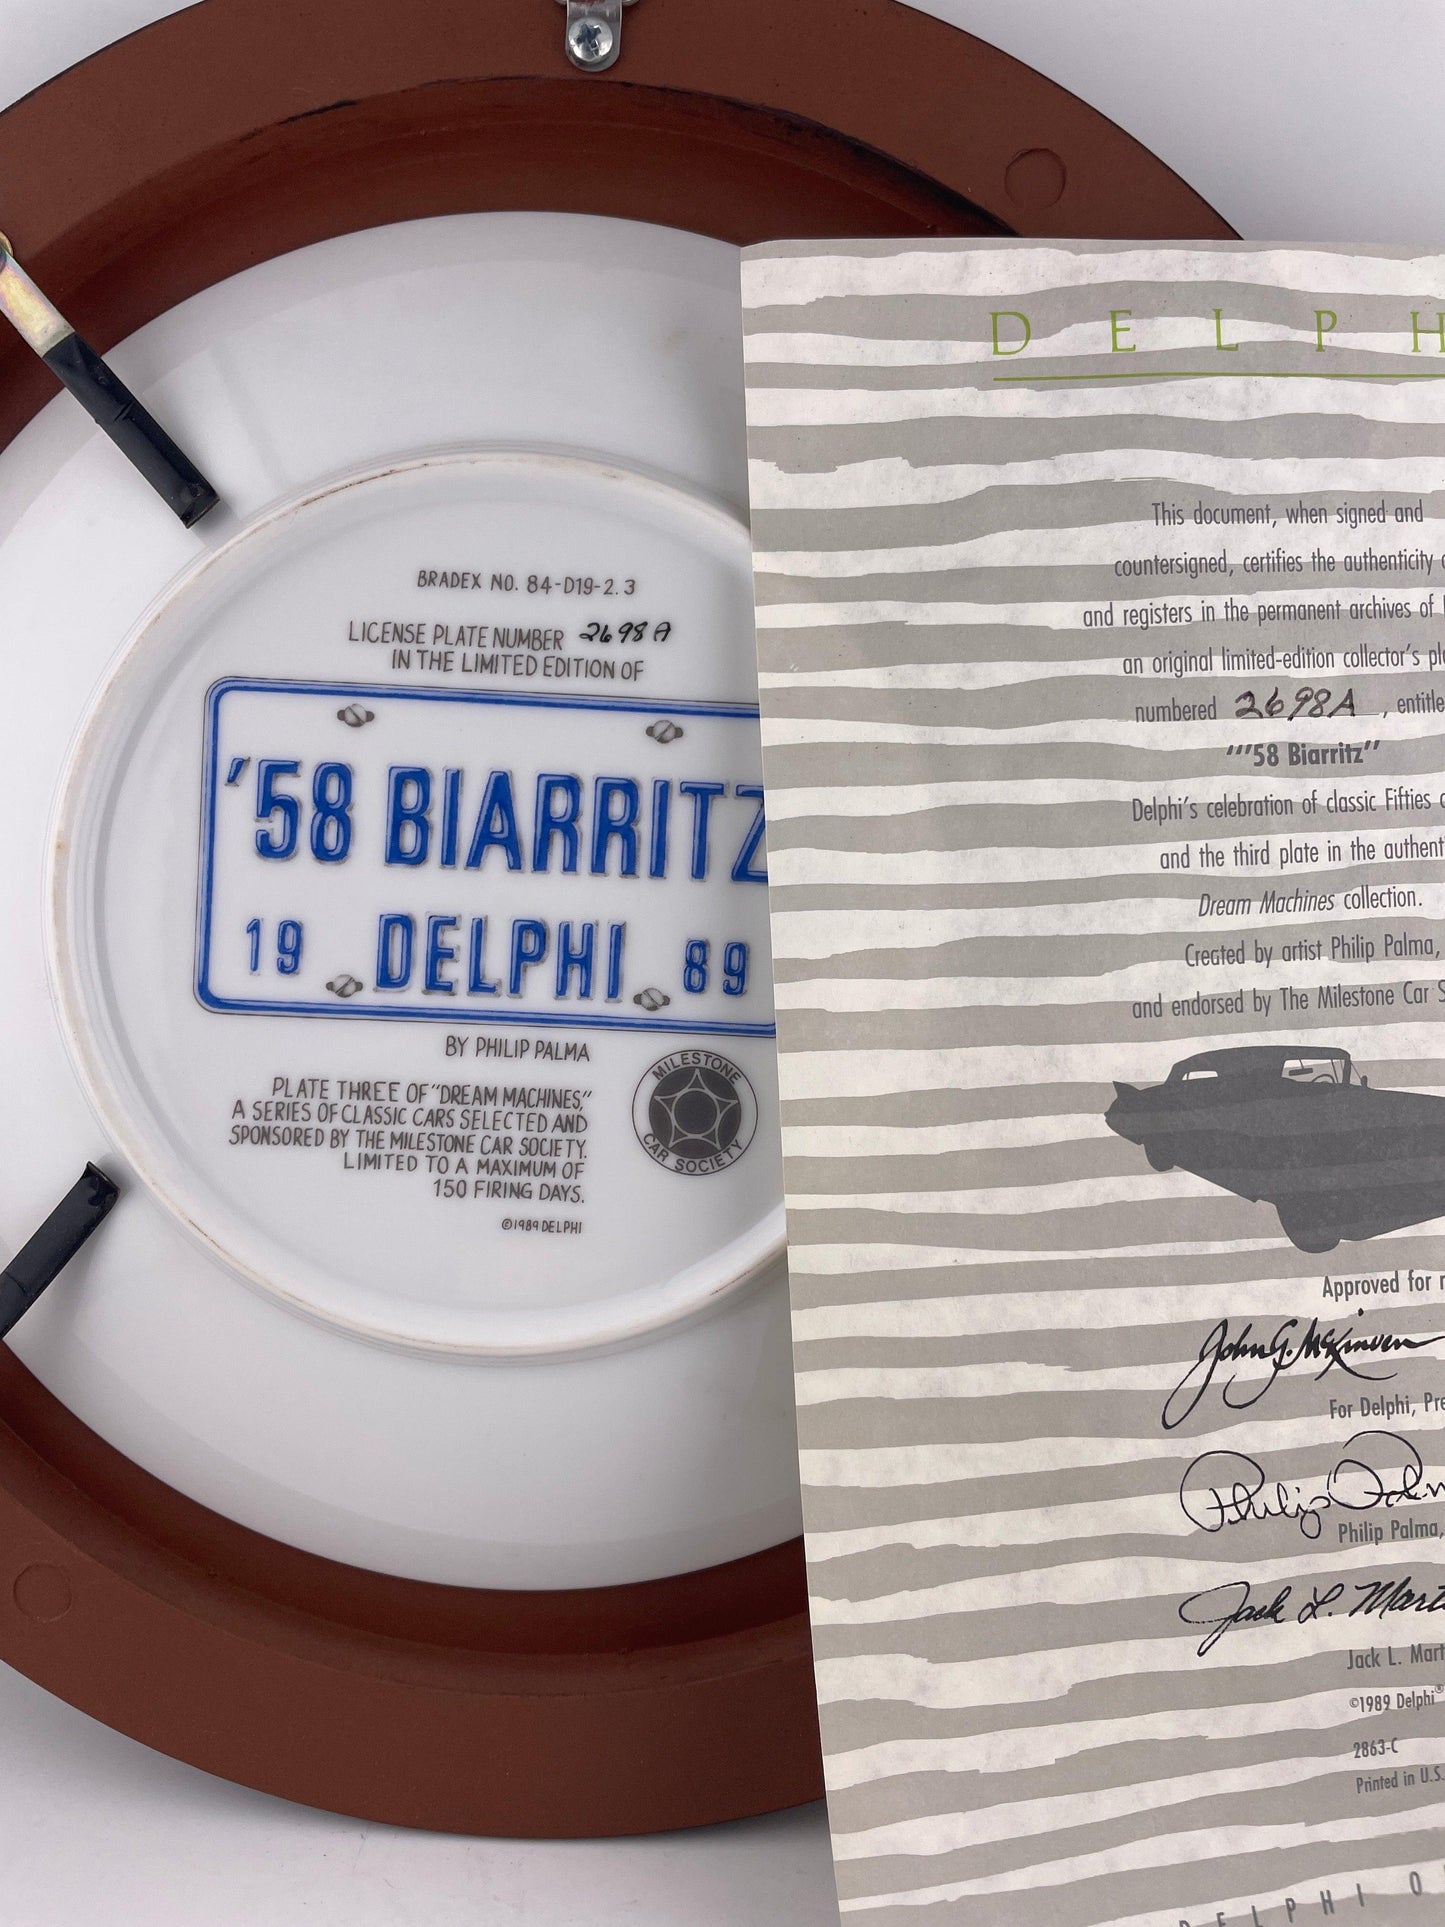 BRADEX NO. 84-D19-2.3
LICENSE PLATE NUMBER 2698A
IN THE LIMITED EDITION OF
'58 BIARRITZ
19 DELPHI 89
BY PHILIP PALMA
MILESTONE
CAR SOCIETY
PLATE THREE OF "DREAM MACHINES,"
A SERIES OF CLASSIC CARS SELECTED AND
SPONSORED BY THE MILESTONE CAR SOCIETY.
LIMITED TO A MAXIMUM OF
150 FIRING DAYS.
©1989 DELPHI
DELPH
This document, when signed and
countersigned, certifies the authenticity
and registers in the permanent archives of
an original limited-edition collector's
numbered 2698A, 
"'58 Biarritz"
Delphi's celebration of classic Fifties
and the third plate in the
Dream Machines collection.
Created by artist Philip Palma,
and endorsed by The Milestone Car
Approved for
John G. McKinven
For Delphi,
Philip
Philip Palma,
Jack L.
Jack L.
©1989 Delphi®
2863-C
Printed in U.S.
DELPHI